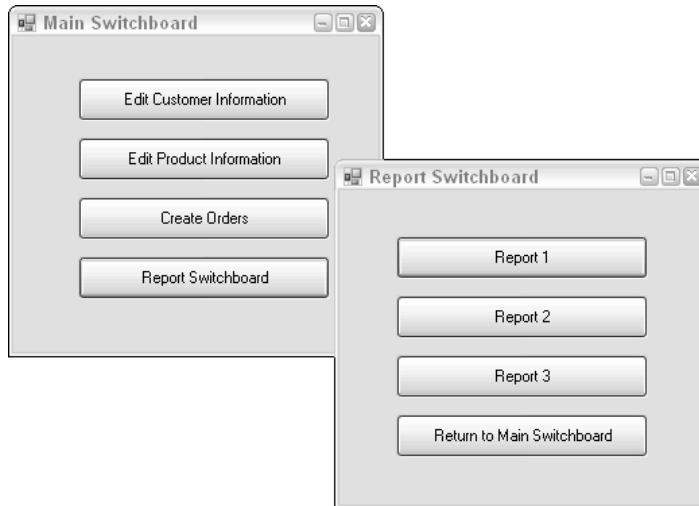 Main Switchboard
Edit Customer Information
Edit Product Information
Create Orders
Report Switchboard
Report Switchboard
Report 1
Report 2
Report 3
Return to Main Switchboard